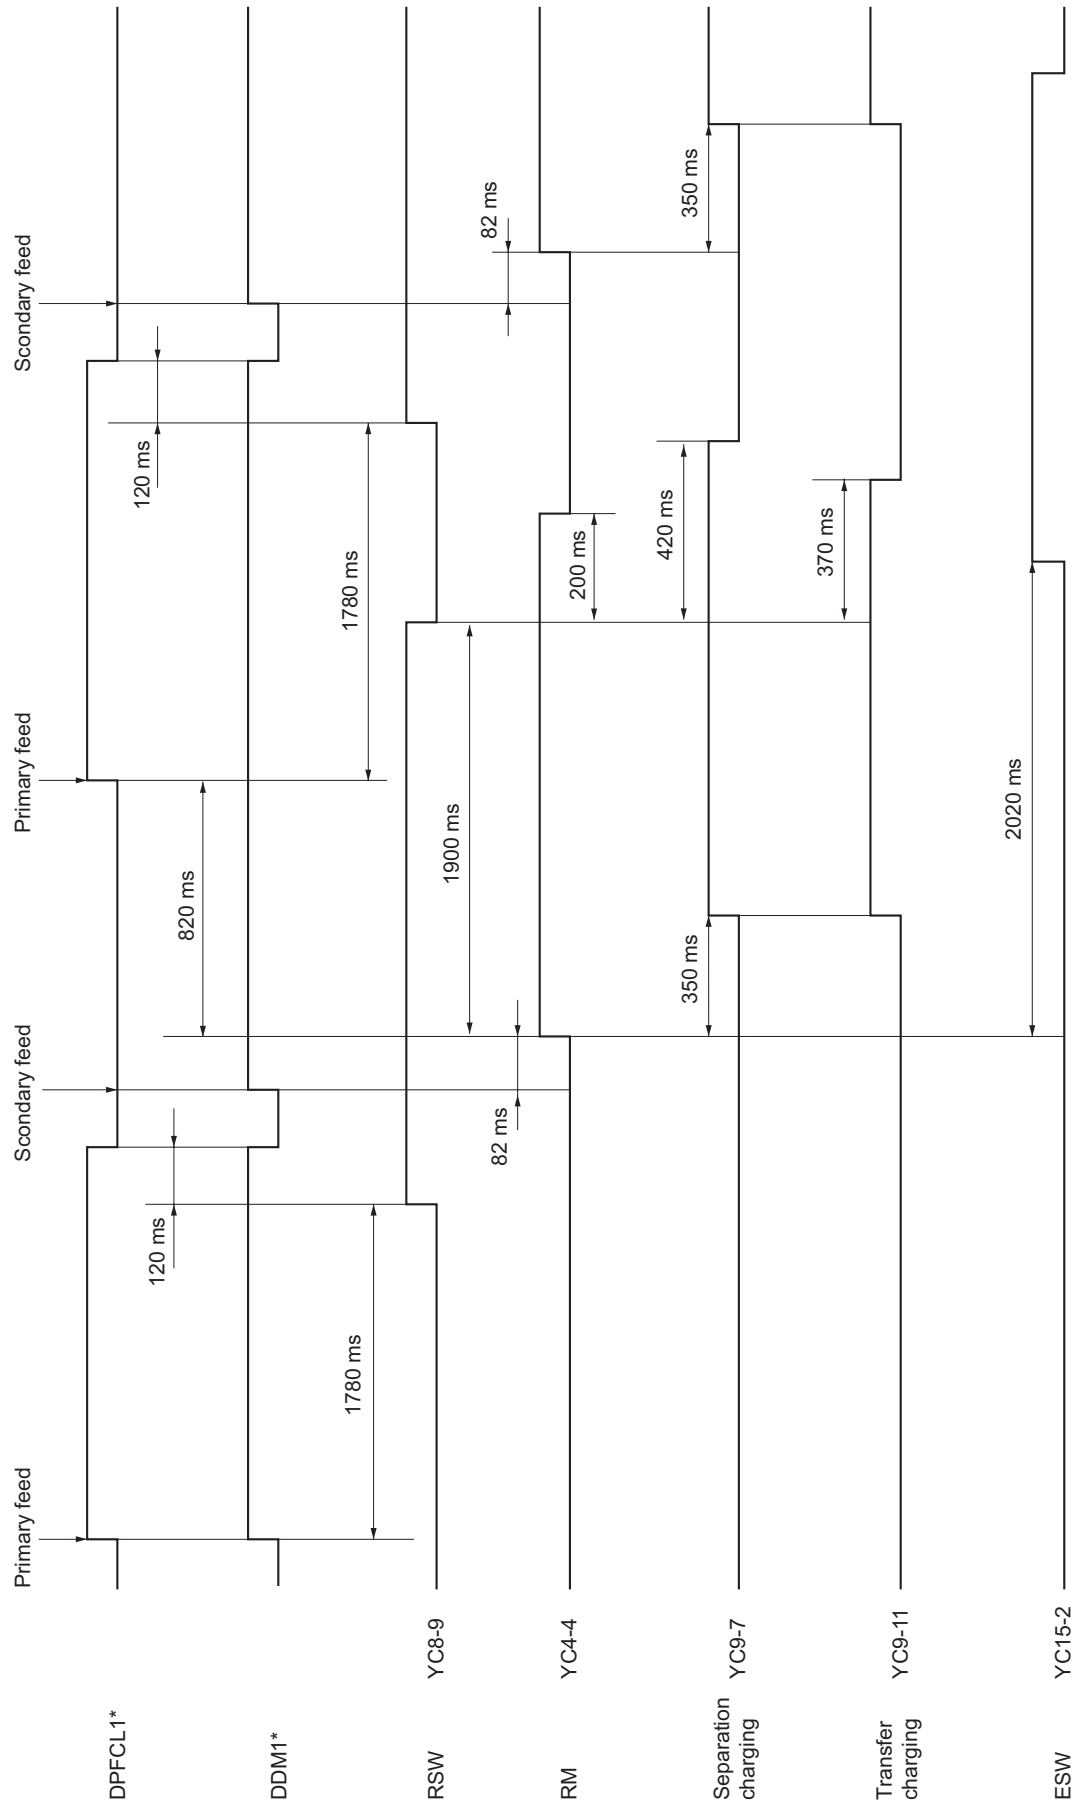 Primary feed
Scondary feed
Primary feed
Scondary feed
DPFCL1*
120 ms
820 ms
120 ms
DDM1*
1780 ms
1780 ms
RSW YC8-9
1900 ms
RM YC4-4
82 ms
200 ms
82 ms
Separation
charging
YC9-7
350 ms
420 ms
350 ms
Transfer
charging
YC9-11
370 ms
ESW YC15-2
2020 ms